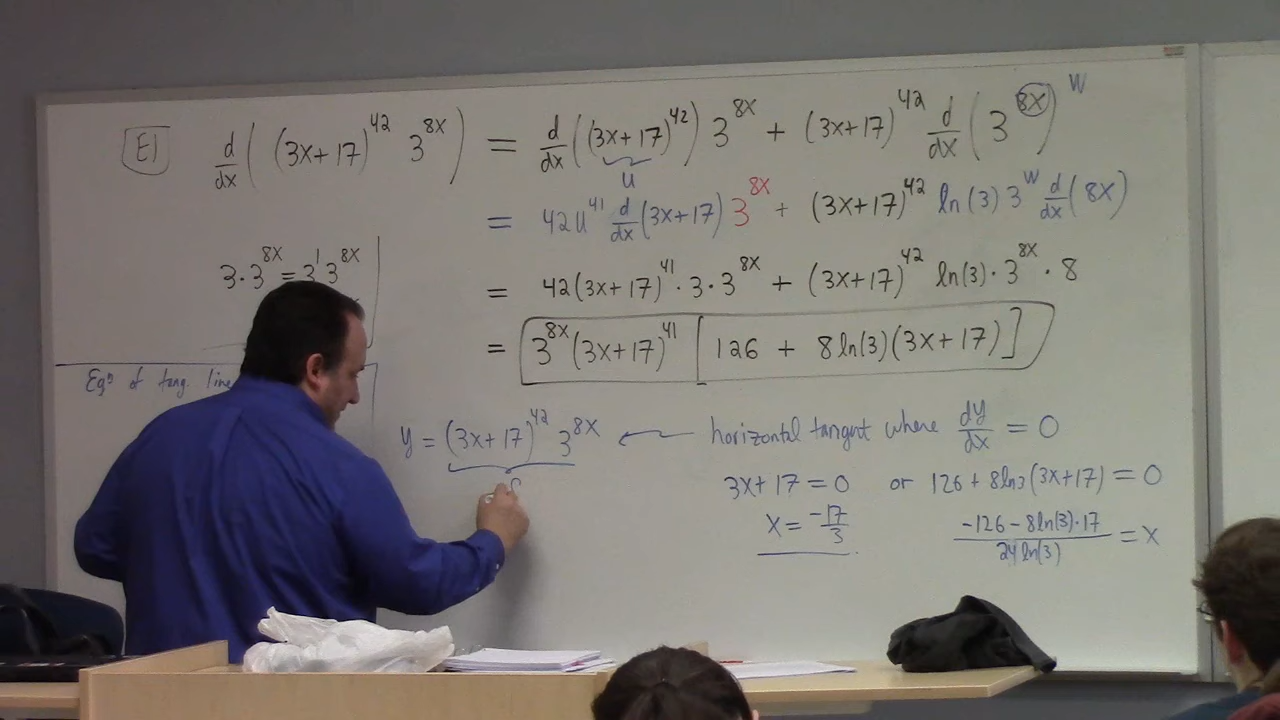 E1 d/dx ( (3x+17)^42 3^8x ) = d/dx ( (3x+17)^42 ) 3^8x + (3x+17)^42 d/dx ( 3^8x ) W
u
= 42u^41 d/dx (3x+17) 3^8x + (3x+17)^42 ln(3) 3^W d/dx (8x)
3·3^8x = 3^1 3^8x
= 42(3x+17)^41 · 3 · 3^8x + (3x+17)^42 ln(3) · 3^8x · 8
= 3^8x (3x+17)^41 [ 126 + 8ln(3)(3x+17) ]
Eqⁿ of tang. line
y = (3x+17)^42 3^8x ← horizontal tangent where dy/dx = 0
3x+17 = 0 or 126 + 8ln3(3x+17) = 0
x = -17/3
(-126 - 8ln(3)·17)/(24ln(3)) = x